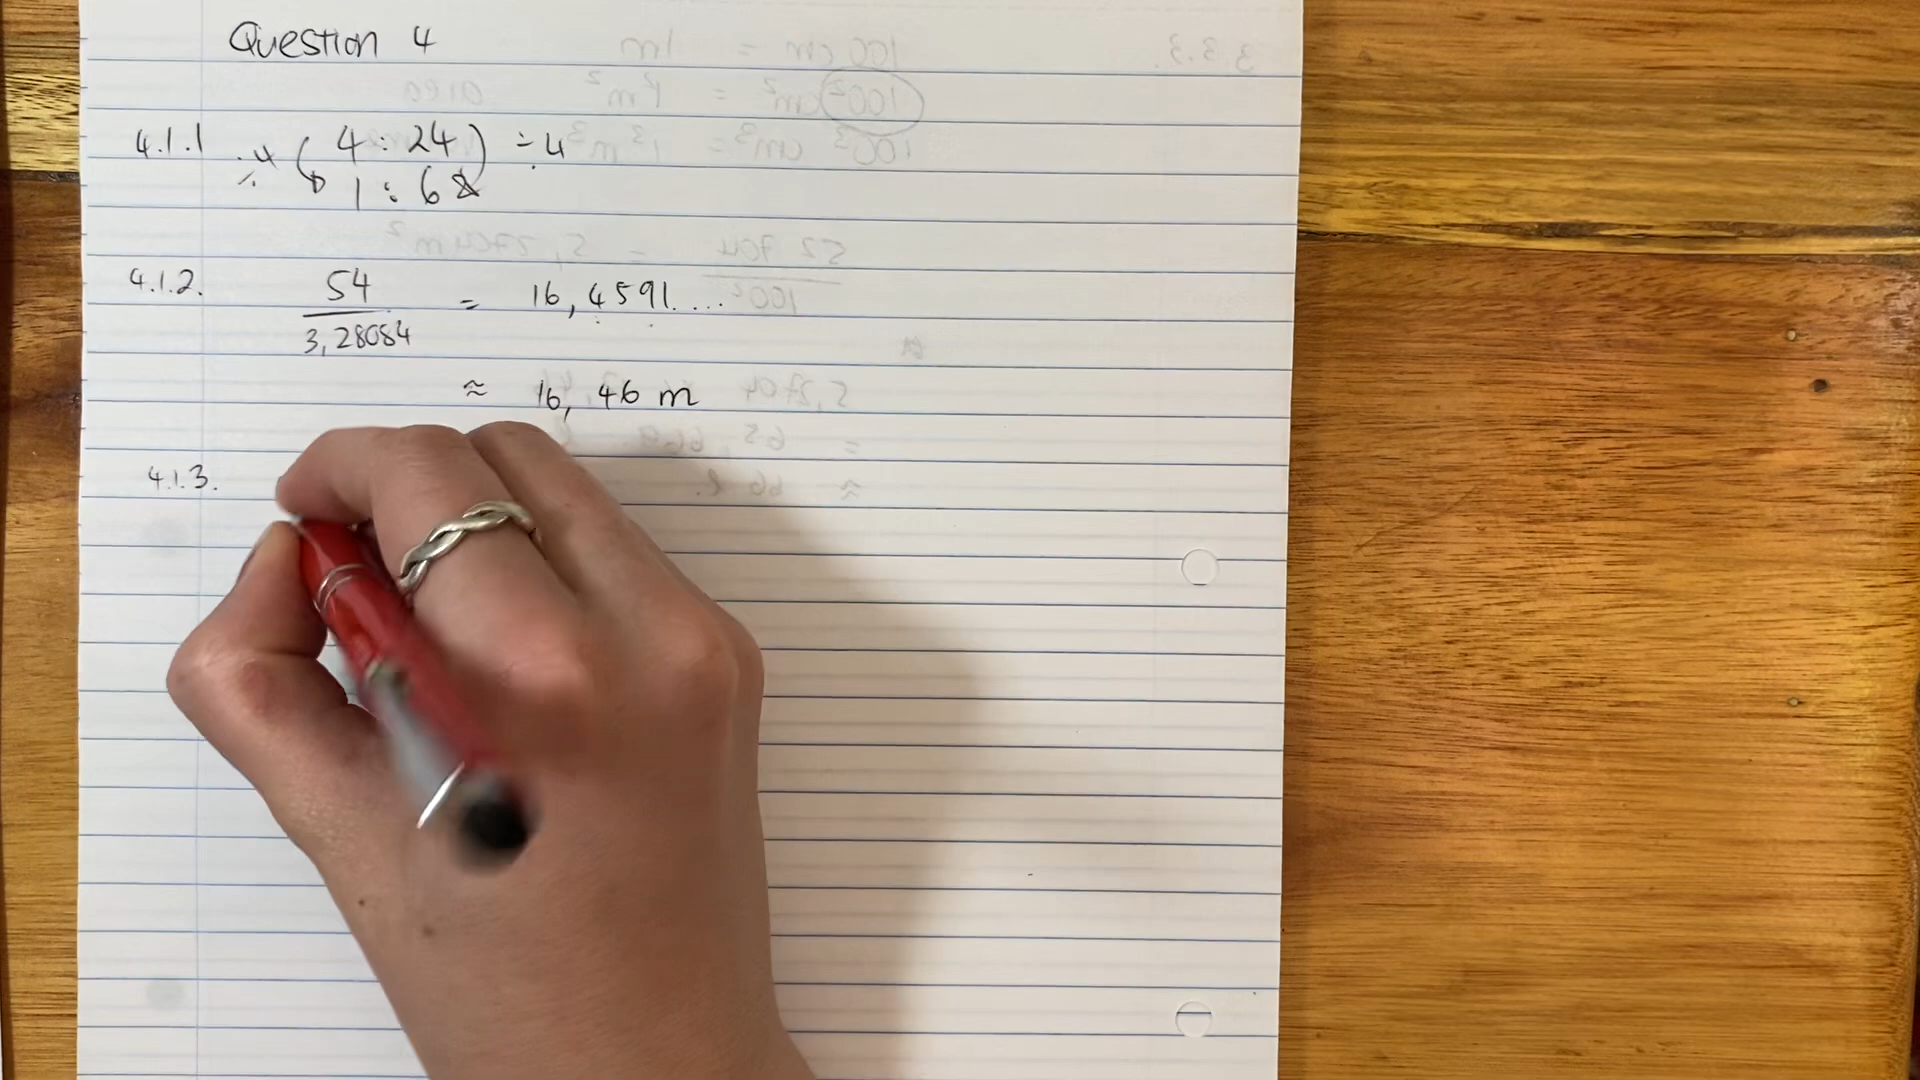 Question 4
4.1.1 ÷4 ( 4 : 24 ) ÷4
1 : 6
4.1.2. 54 / 3,28084 = 16,4591....
≈ 16,46 m
4.1.3.